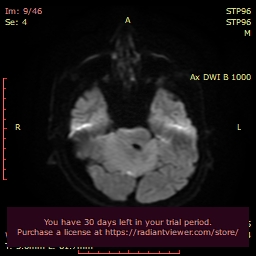 Im: 9/46
Se: 4
STP96
STP96
M
A
Ax DWI B 1000
R
L
You have 30 days left in your trial period.
Purchase a license at https://radiantviewer.com/store/